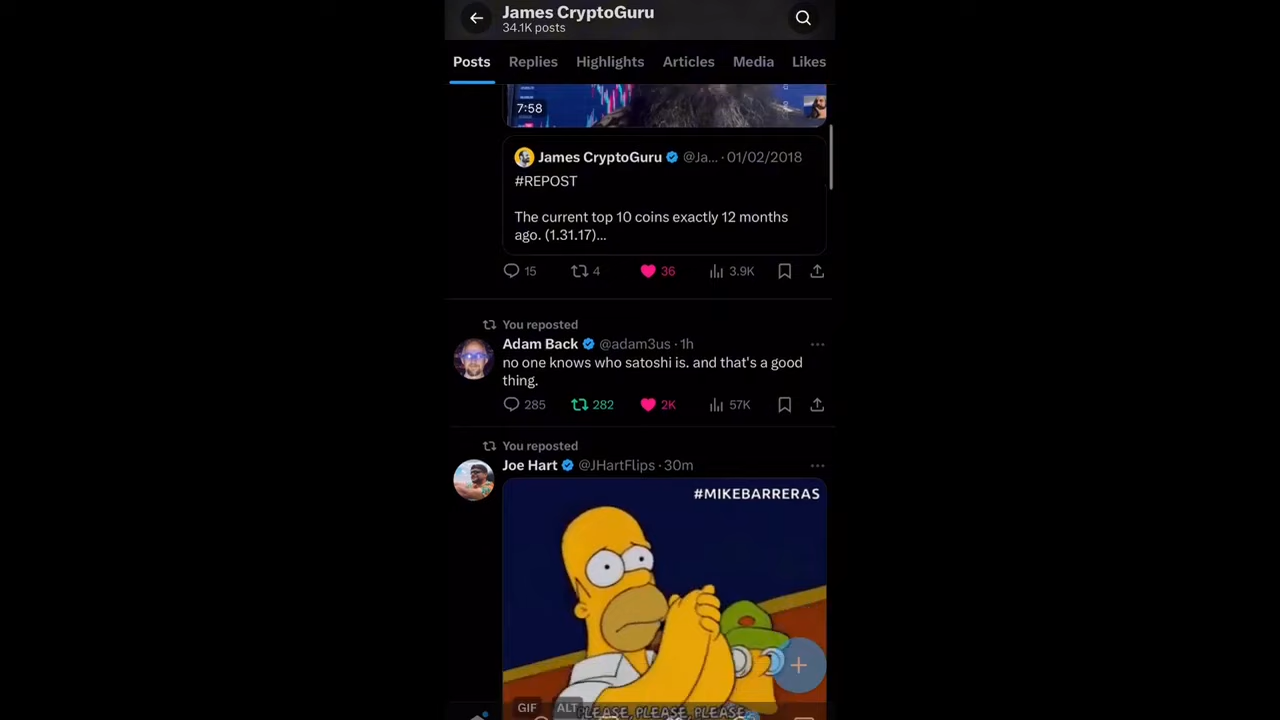 James CryptoGuru
34.1K posts
Posts Replies Highlights Articles Media Likes
7:58
James CryptoGuru @Ja... · 01/02/2018
#REPOST
The current top 10 coins exactly 12 months
ago. (1.31.17)...
15 4 36 3.9K
You reposted
Adam Back @adam3us · 1h
no one knows who satoshi is. and that's a good
thing.
285 282 2K 57K
You reposted
Joe Hart @JHartFlips · 30m
#MIKEBARRERAS
GIF ALT PLEASE, PLEASE, PLEASE